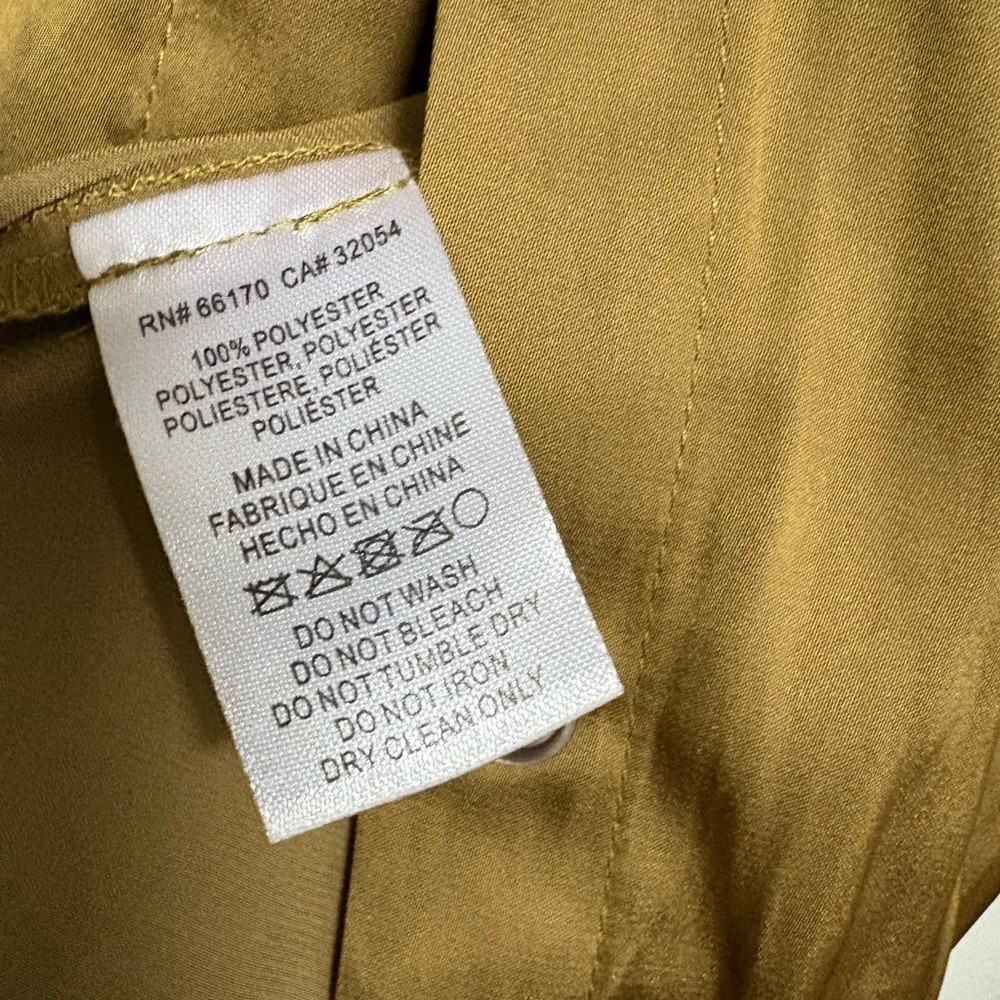 RN# 66170 CA# 32054
100% POLYESTER
POLYESTER, POLYESTER
POLIESTERE, POLIÉSTER
POLIÉSTER
MADE IN CHINA
FABRIQUE EN CHINE
HECHO EN CHINA
DO NOT WASH
DO NOT BLEACH
DO NOT TUMBLE DRY
DO NOT IRON
DRY CLEAN ONLY